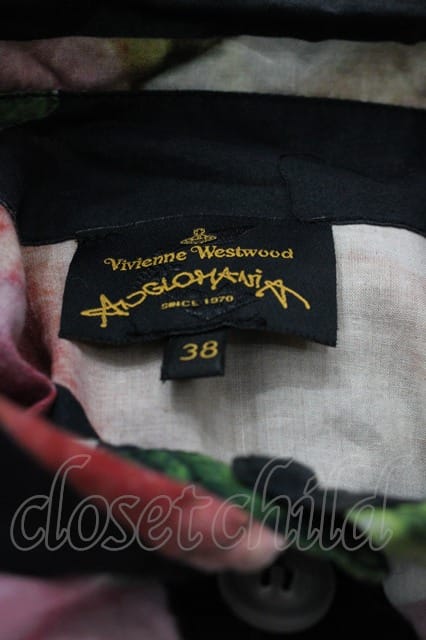 Vivienne Westwood
ANGLOMANIA
SINCE 1970
38
closet child